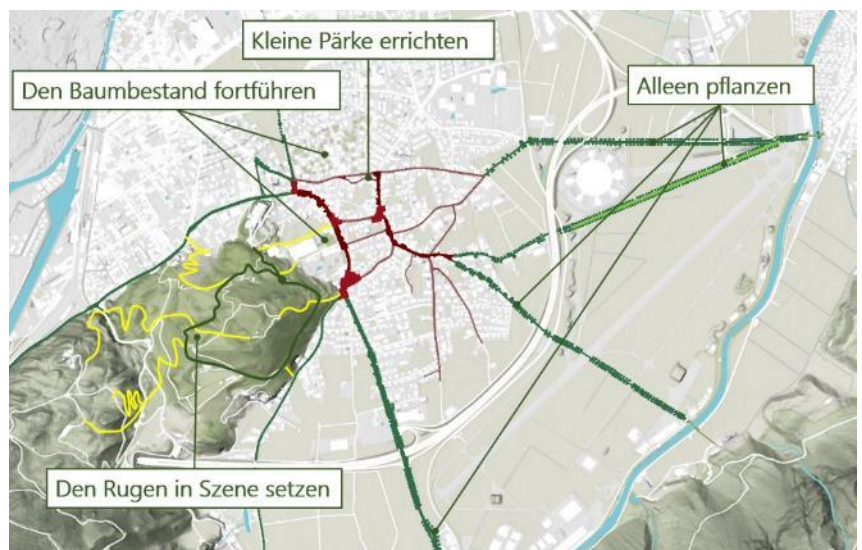 Kleine Pärke errichten
Den Baumbestand fortführen
Alleen pflanzen
Den Rugen in Szene setzen